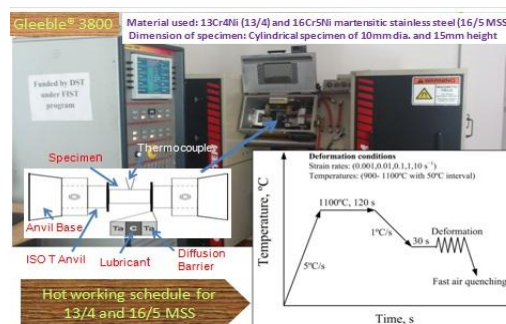 Gleeble® 3800
Material used: 13Cr4Ni (13/4) and 16Cr5Ni martensitic stainless steel (16/5 MSS)
Dimension of specimen: Cylindrical specimen of 10mm dia. and 15mm height
Funded by DST
under FIST
program
WARNING
Thermocouple
Specimen
Anvil Base
ISO T Anvil
Ta C Ta
Lubricant
Diffusion
Barrier
Hot working schedule for
13/4 and 16/5 MSS
Deformation conditions
Strain rates: (0.001,0.01,0.1,1,10 s⁻¹)
Temperatures: (900- 1100°C with 50°C interval)
Temperature, °C
1100°C, 120 s
1°C/s
Deformation
30 s
5°C/s
Fast air quenching
Time, s